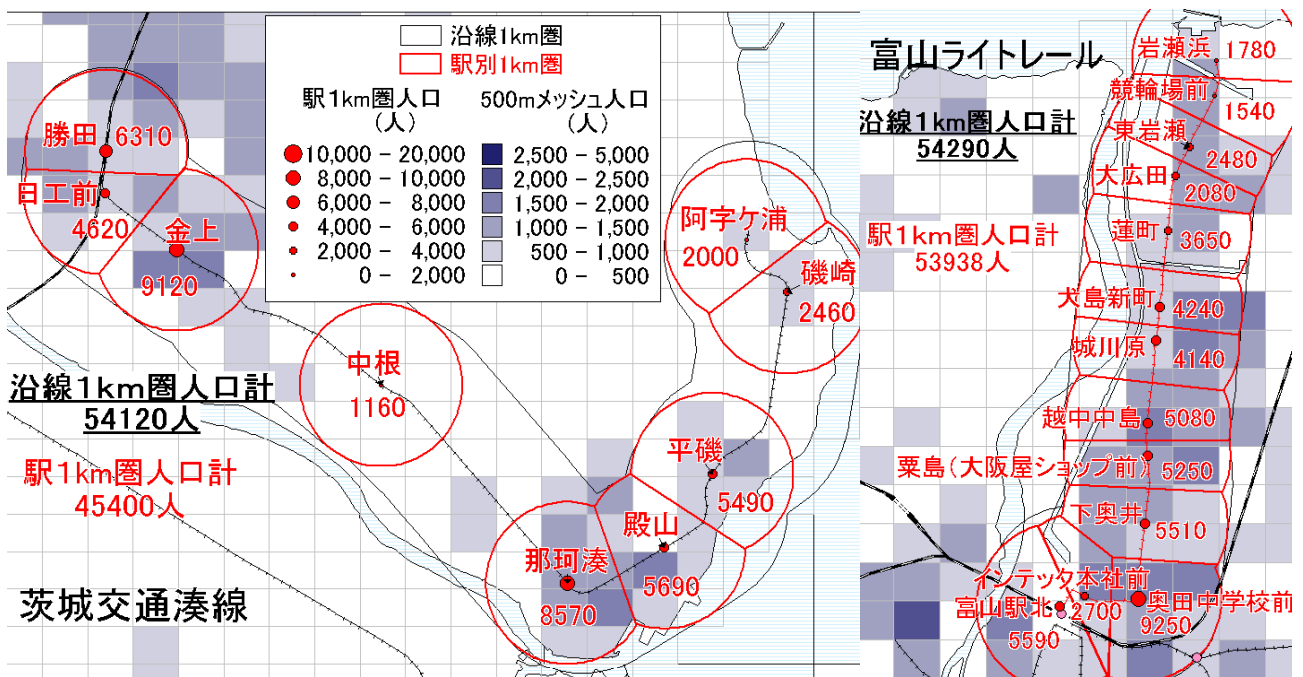 沿線1km圏
駅別1km圏
駅1km圏人口
(人)
10,000 - 20,000
8,000 - 10,000
6,000 - 8,000
4,000 - 6,000
2,000 - 4,000
0 - 2,000
500mメッシュ人口
(人)
2,500 - 5,000
2,000 - 2,500
1,500 - 2,000
1,000 - 1,500
500 - 1,000
0 - 500
勝田 6310
日工前
4620
金上
9120
中根
1160
沿線1km圏人口計
54120人
駅1km圏人口計
45400人
茨城交通湊線
阿字ケ浦
2000
磯崎
2460
平磯
5490
殿山
5690
那珂湊
8570
富山ライトレール
沿線1km圏人口計
54290人
駅1km圏人口計
53938人
岩瀬浜 1780
競輪場前
1540
東岩瀬
2480
大広田
2080
蓮町
3650
犬島新町
4240
城川原
4140
越中中島 5080
粟島(大阪屋ショップ前)
5250
下奥井
5510
インテック本社前
2700
富山駅北
5590
奥田中学校前
9250